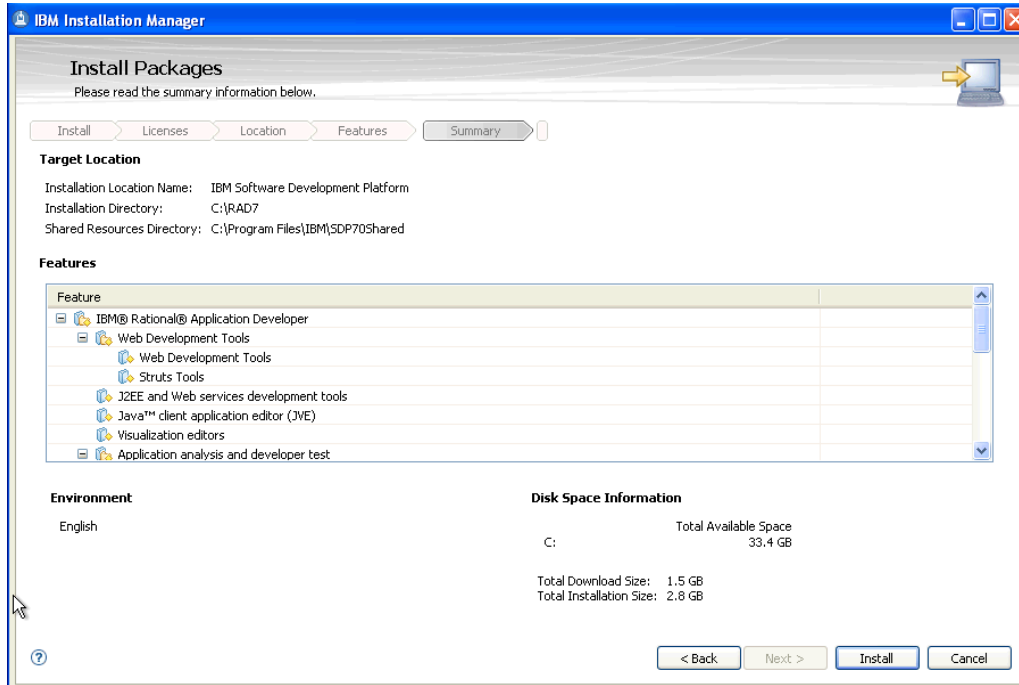 IBM Installation Manager
Install Packages
Please read the summary information below.
Install Licenses Location Features Summary
Target Location
Installation Location Name: IBM Software Development Platform
Installation Directory: C:\RAD7
Shared Resources Directory: C:\Program Files\IBM\SDP70Shared
Features
Feature
IBM® Rational® Application Developer
Web Development Tools
Web Development Tools
Struts Tools
J2EE and Web services development tools
Java™ client application editor (JVE)
Visualization editors
Application analysis and developer test
Environment
English
Disk Space Information
Total Available Space
C: 33.4 GB
Total Download Size: 1.5 GB
Total Installation Size: 2.8 GB
? < Back Next > Install Cancel